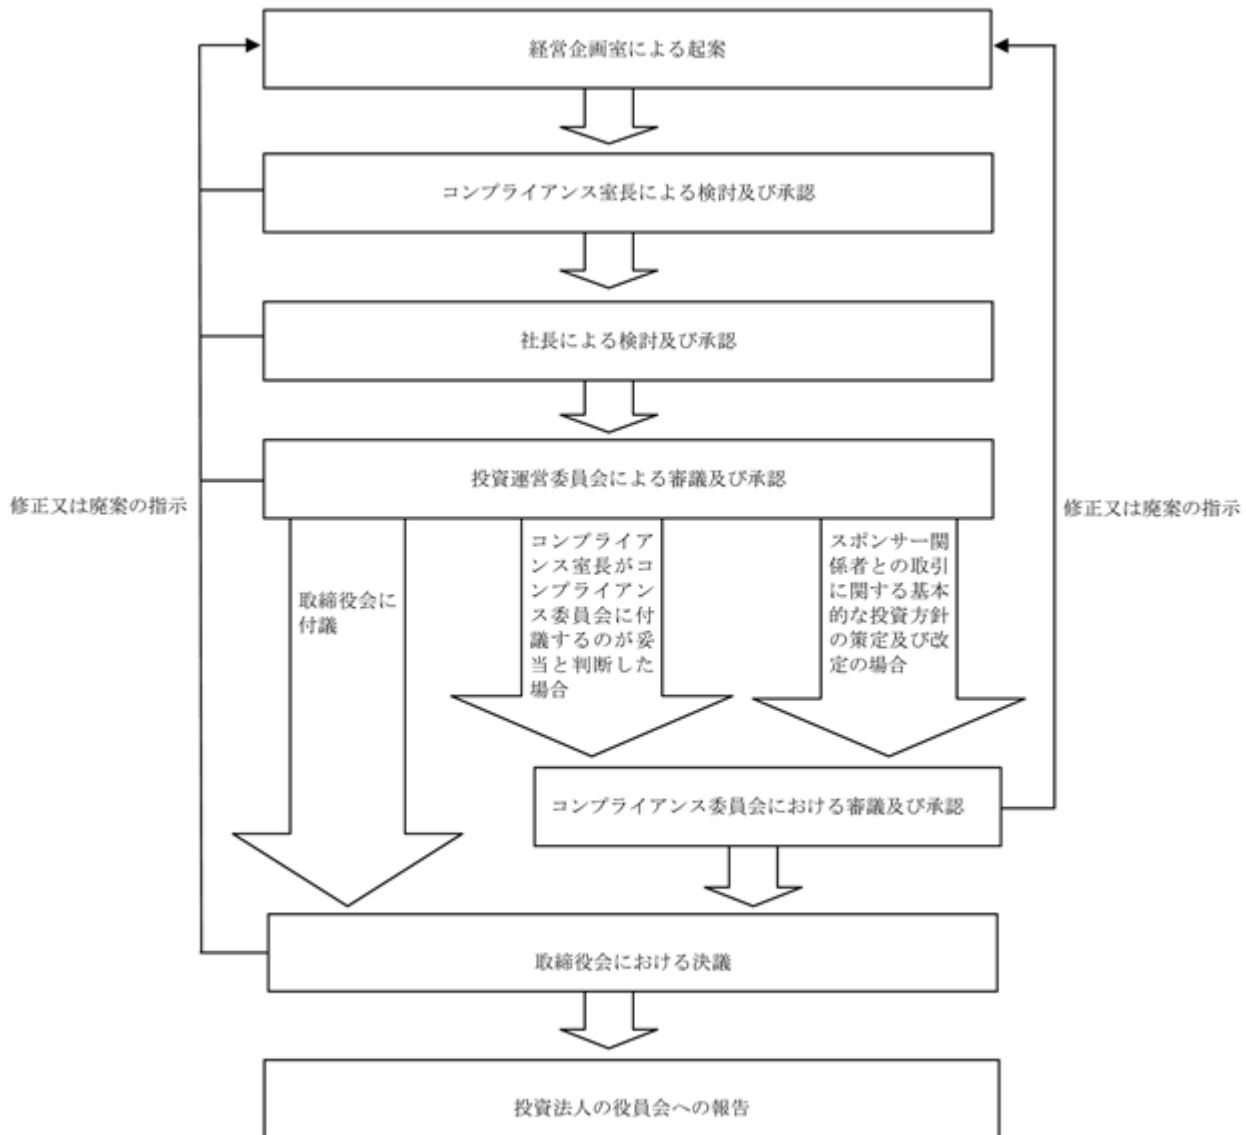 経営企画室による起案
コンプライアンス室長による検討及び承認
社長による検討及び承認
投資運営委員会による審議及び承認
修正又は廃案の指示
修正又は廃案の指示
取締役会に
付議
コンプライア
ンス室長がコ
ンプライアン
ス委員会に付
議するのが妥
当と判断した
場合
スポンサー関
係者との取引
に関する基本
的な投資方針
の策定及び改
定の場合
コンプライアンス委員会における審議及び承認
取締役会における決議
投資法人の役員会への報告